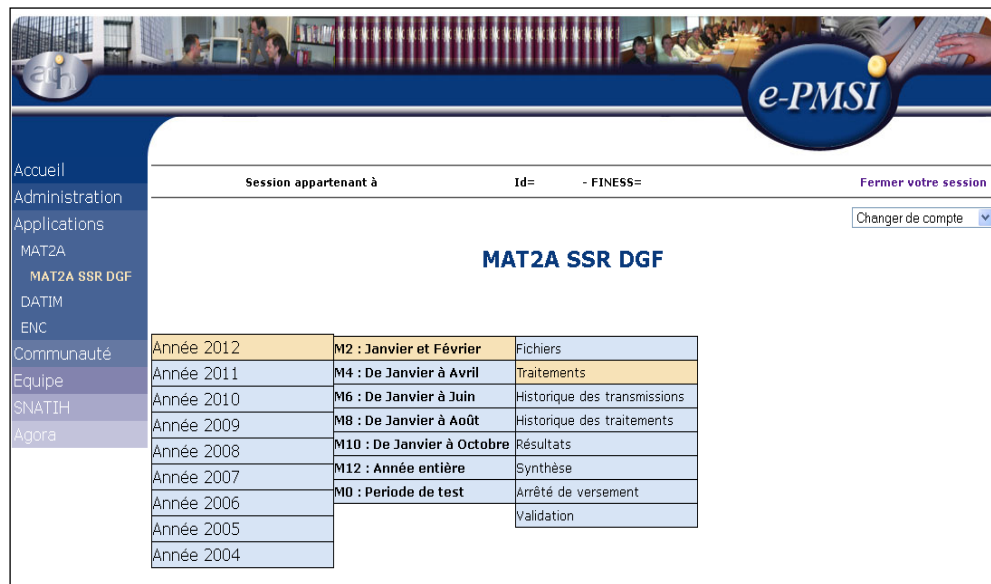 atih
e-PMSI
Accueil
Administration
Applications
MAT2A
MAT2A SSR DGF
DATIM
ENC
Communauté
Equipe
SNATIH
Agora
Session appartenant à Id= - FINESS= Fermer votre session
Changer de compte
MAT2A SSR DGF
Année 2012
Année 2011
Année 2010
Année 2009
Année 2008
Année 2007
Année 2006
Année 2005
Année 2004
M2 : Janvier et Février
M4 : De Janvier à Avril
M6 : De Janvier à Juin
M8 : De Janvier à Août
M10 : De Janvier à Octobre
M12 : Année entière
M0 : Periode de test
Fichiers
Traitements
Historique des transmissions
Historique des traitements
Résultats
Synthèse
Arrêté de versement
Validation